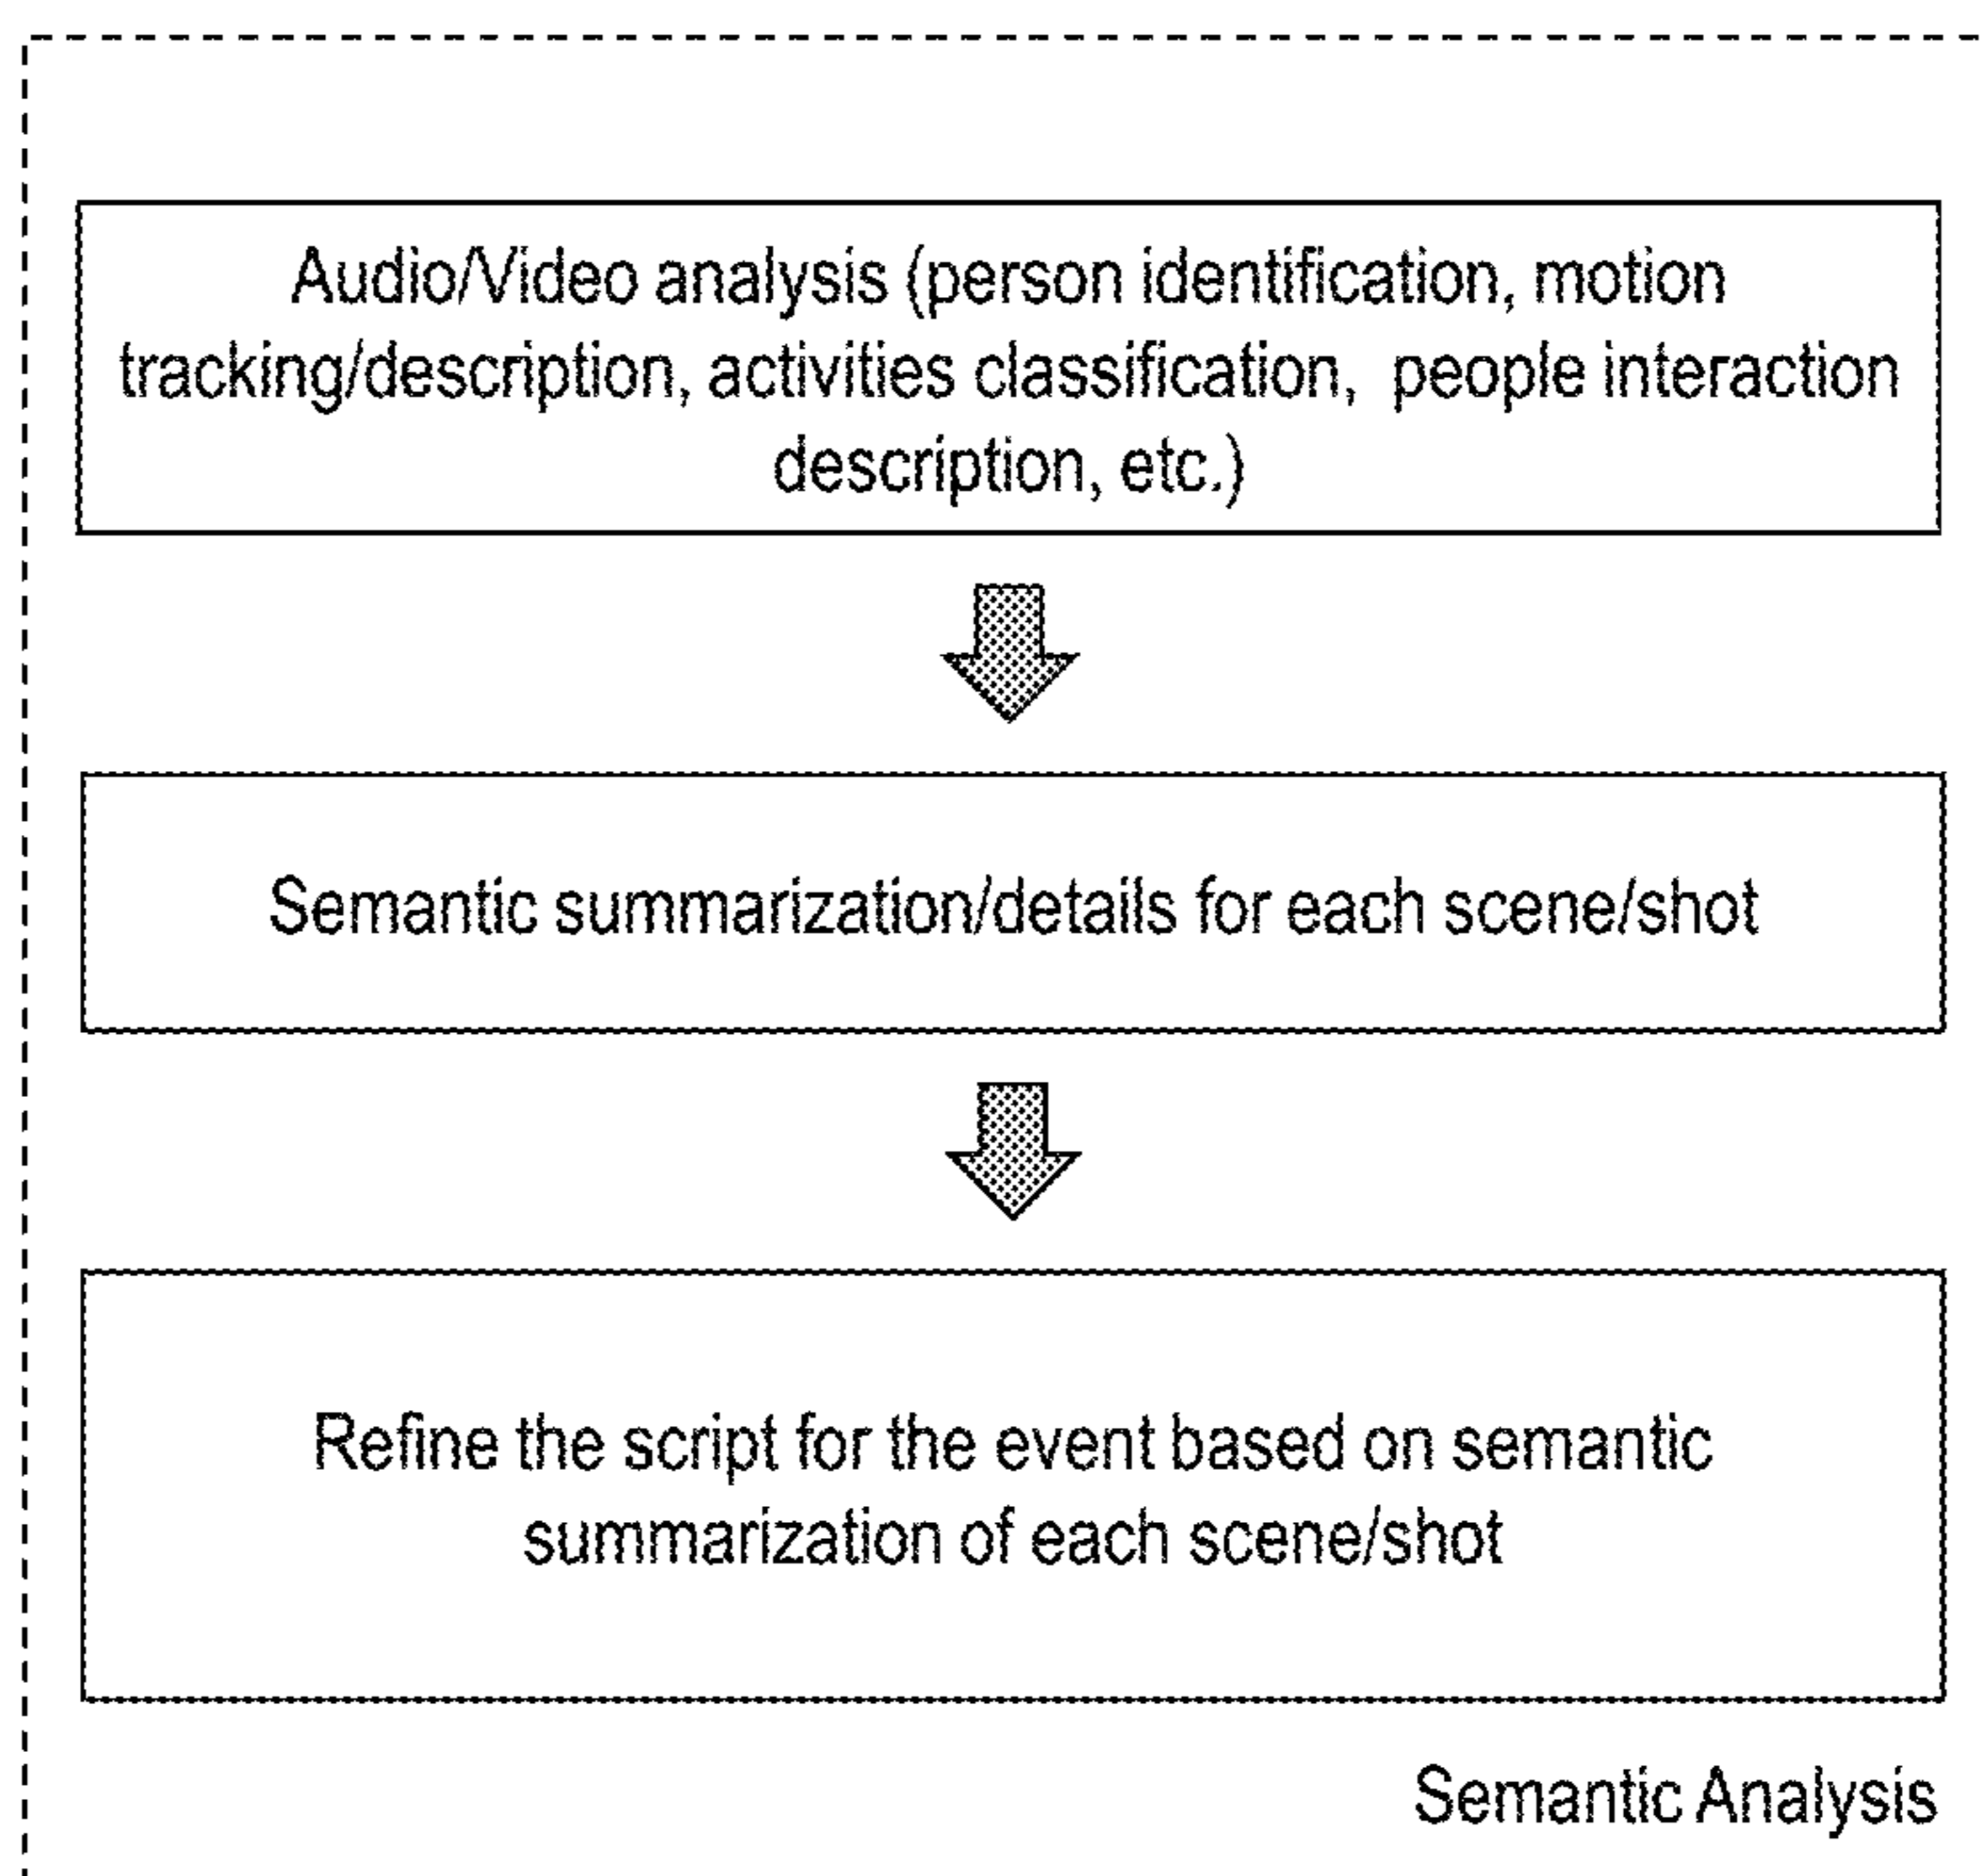 Audio/Video analysis (person identification, motion
tracking/description, activities classification, people interaction
description, etc.)
Semantic summarization/details for each scene/shot
Refine the script for the event based on semantic
summarization of each scene/shot
Semantic Analysis